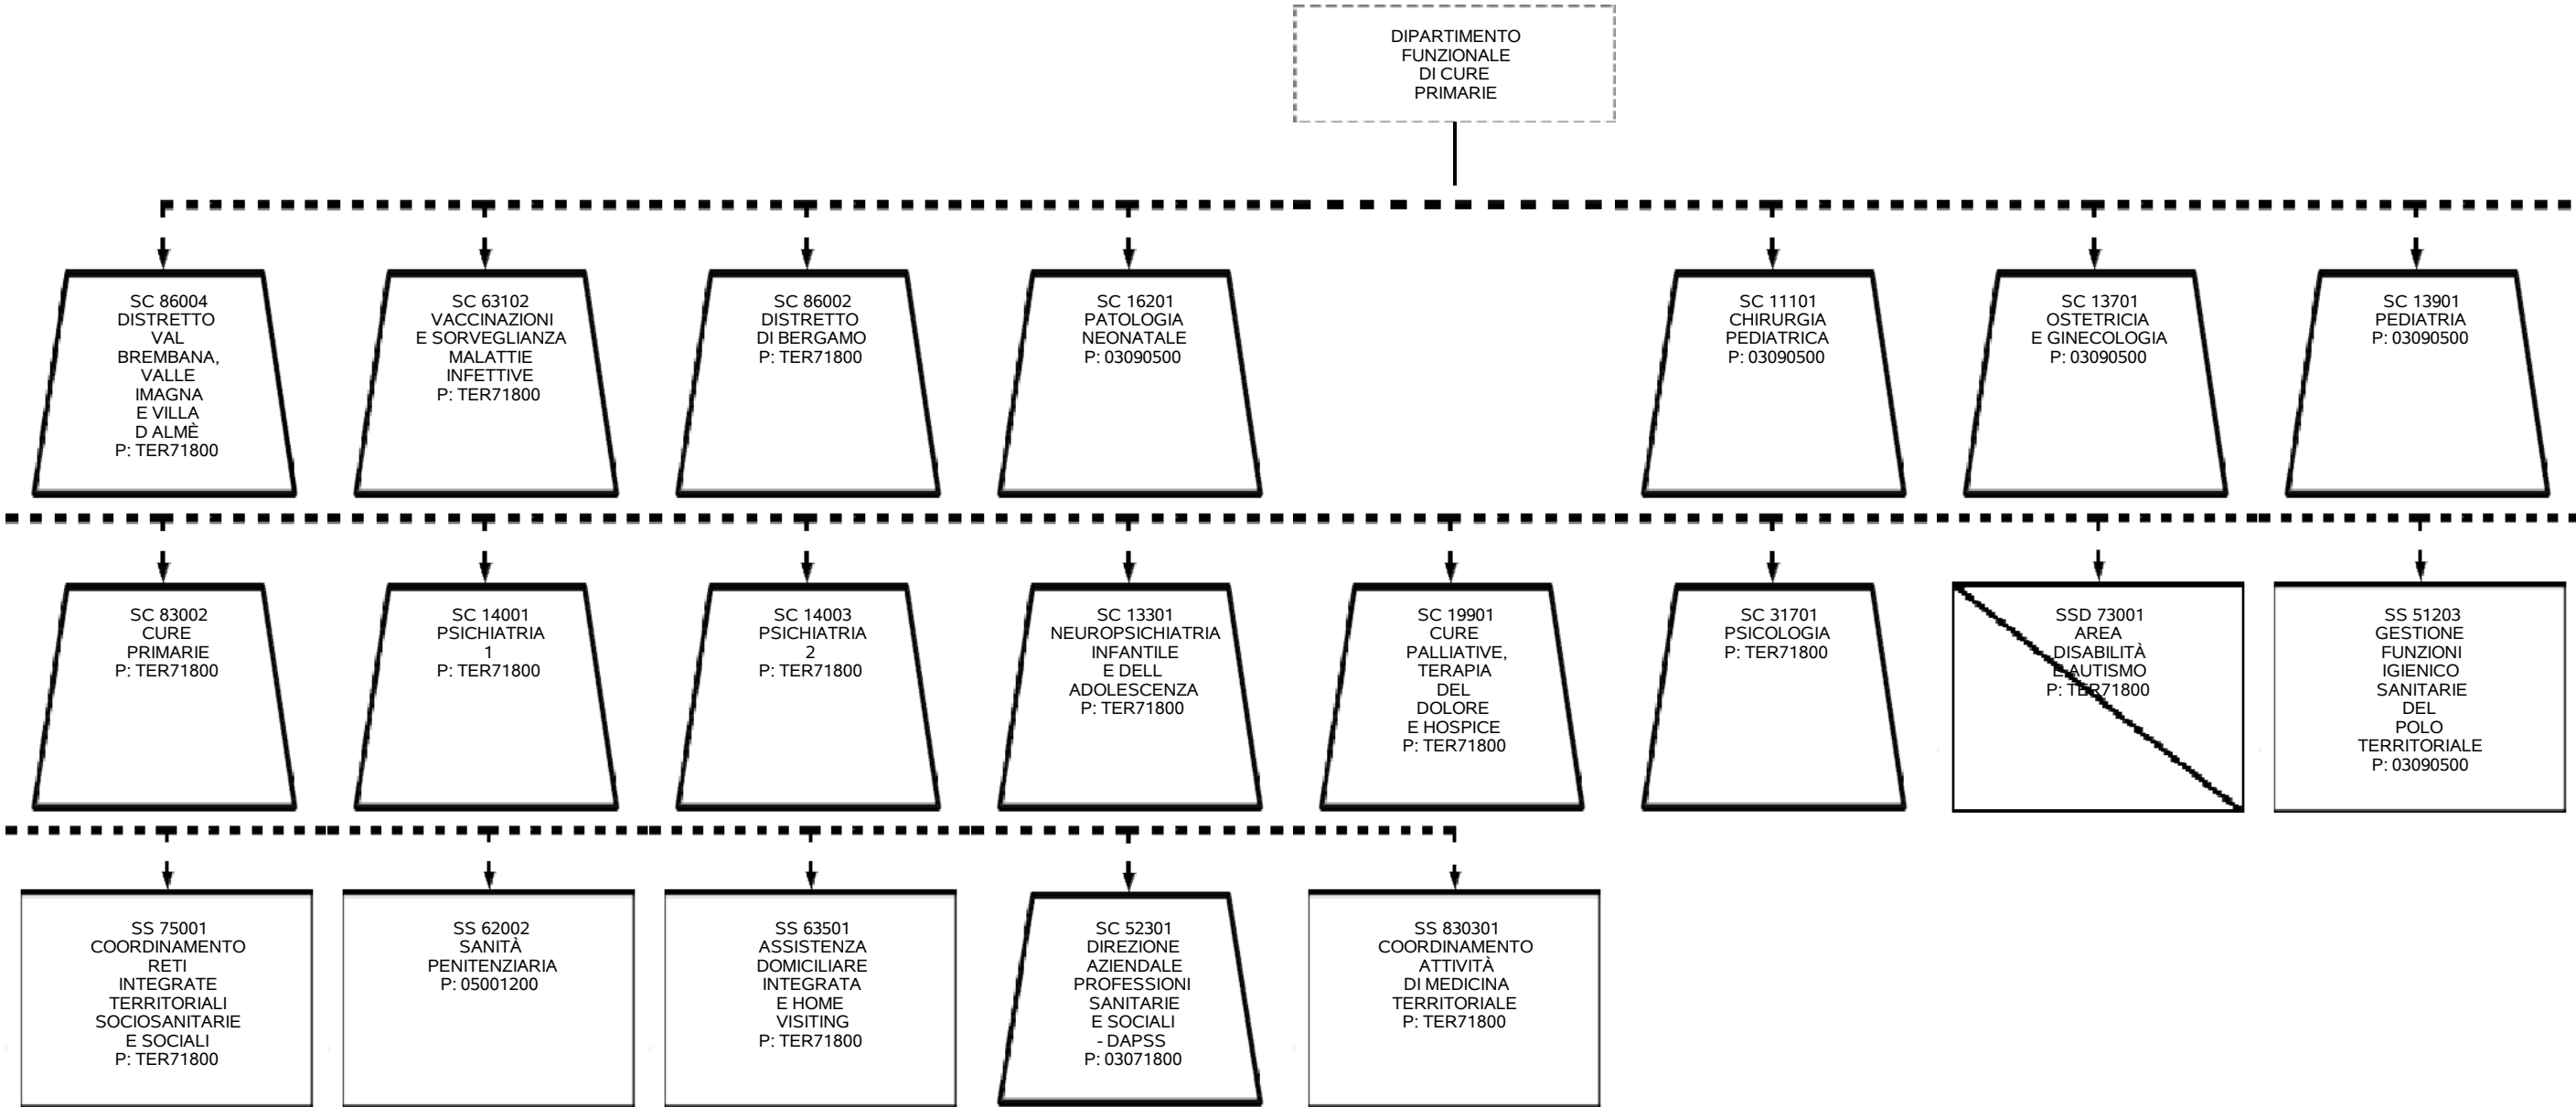 DIPARTIMENTO
FUNZIONALE
DI CURE
PRIMARIE
SC 86004
DISTRETTO
VAL
BREMBANA,
VALLE
IMAGNA
E VILLA
D ALMÈ
P: TER71800
SC 63102
VACCINAZIONI
E SORVEGLIANZA
MALATTIE
INFETTIVE
P: TER71800
SC 86002
DISTRETTO
DI BERGAMO
P: TER71800
SC 16201
PATOLOGIA
NEONATALE
P: 03090500
SC 11101
CHIRURGIA
PEDIATRICA
P: 03090500
SC 13701
OSTETRICIA
E GINECOLOGIA
P: 03090500
SC 13901
PEDIATRIA
P: 03090500
SC 83002
CURE
PRIMARIE
P: TER71800
SC 14001
PSICHIATRIA
1
P: TER71800
SC 14003
PSICHIATRIA
2
P: TER71800
SC 13301
NEUROPSICHIATRIA
INFANTILE
E DELL
ADOLESCENZA
P: TER71800
SC 19901
CURE
PALLIATIVE,
TERAPIA
DEL
DOLORE
E HOSPICE
P: TER71800
SC 31701
PSICOLOGIA
P: TER71800
SSD 73001
AREA
DISABILITÀ
E AUTISMO
P: TER71800
SS 51203
GESTIONE
FUNZIONI
IGIENICO
SANITARIE
DEL
POLO
TERRITORIALE
P: 03090500
SS 75001
COORDINAMENTO
RETI
INTEGRATE
TERRITORIALI
SOCIOSANITARIE
E SOCIALI
P: TER71800
SS 62002
SANITÀ
PENITENZIARIA
P: 05001200
SS 63501
ASSISTENZA
DOMICILIARE
INTEGRATA
E HOME
VISITING
P: TER71800
SC 52301
DIREZIONE
AZIENDALE
PROFESSIONI
SANITARIE
E SOCIALI
- DAPSS
P: 03071800
SS 830301
COORDINAMENTO
ATTIVITÀ
DI MEDICINA
TERRITORIALE
P: TER71800